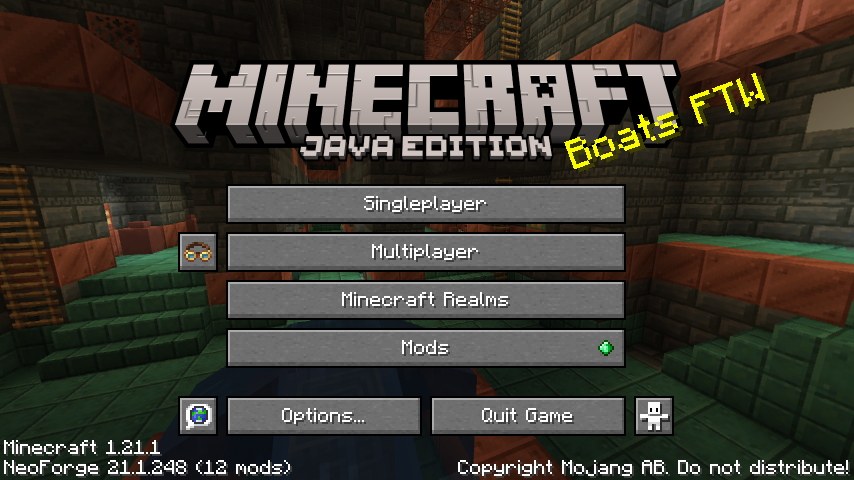 MINECRAFT
JAVA EDITION
Boats FTW
Singleplayer
Multiplayer
Minecraft Realms
Mods
Options...
Quit Game
Minecraft 1.21.1
NeoForge 21.1.248 (12 mods)
Copyright Mojang AB. Do not distribute!